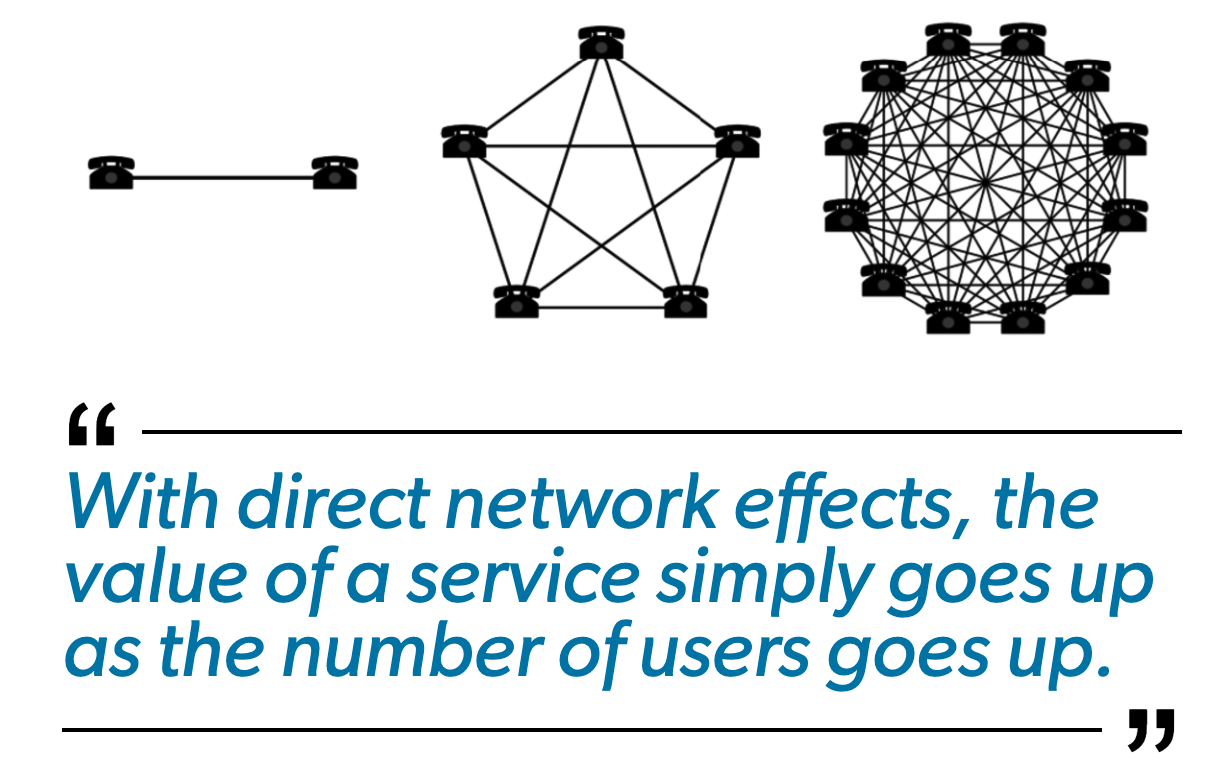 “
With direct network effects, the
value of a service simply goes up
as the number of users goes up.
”